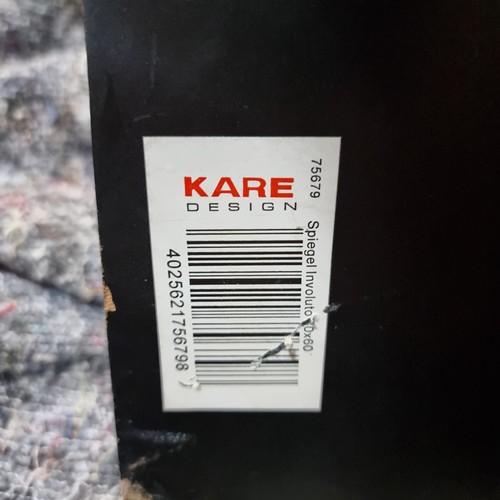 KARE
DESIGN
75679
Spiegel Involuto
4025621756798